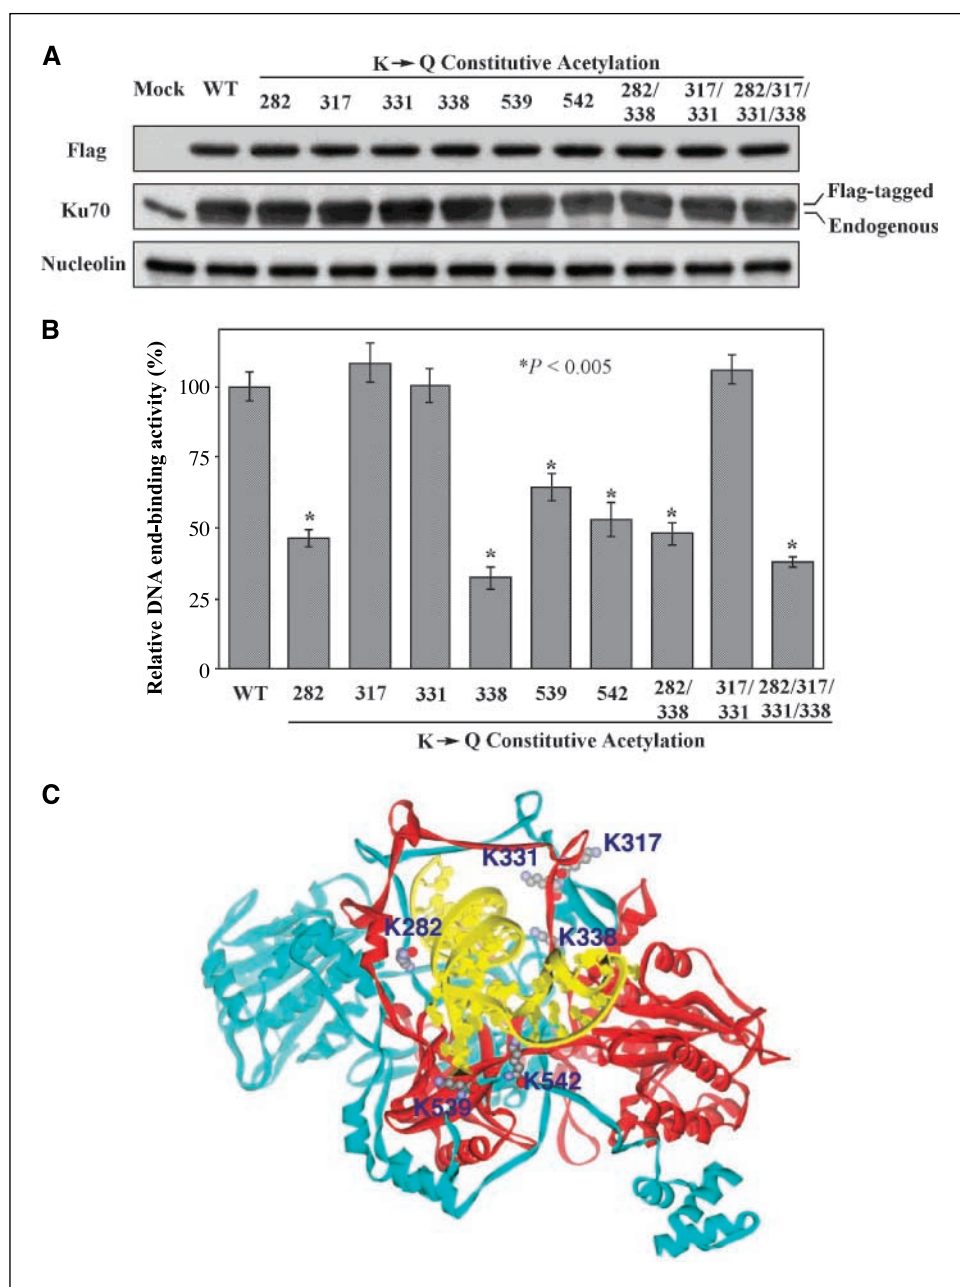 A
K→Q Constitutive Acetylation
Mock WT 282 317 331 338 539 542 282/338 317/331 282/317/331/338
Flag
Ku70
Flag-tagged
Endogenous
Nucleolin
B
Relative DNA end-binding activity (%)
*P < 0.005
100
75
50
25
0
* * * * * *
WT 282 317 331 338 539 542 282/338 317/331 282/317/331/338
K→Q Constitutive Acetylation
C
K331 K317
K282 K338
K542
K539